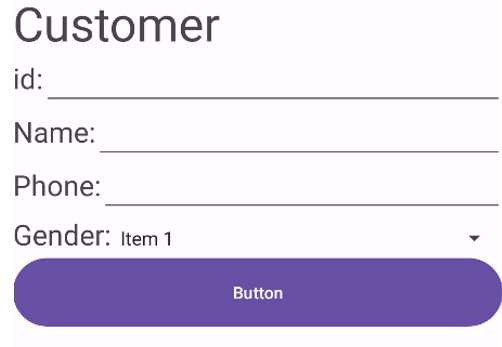 Customer
id:
Name:
Phone:
Gender: Item 1
Button